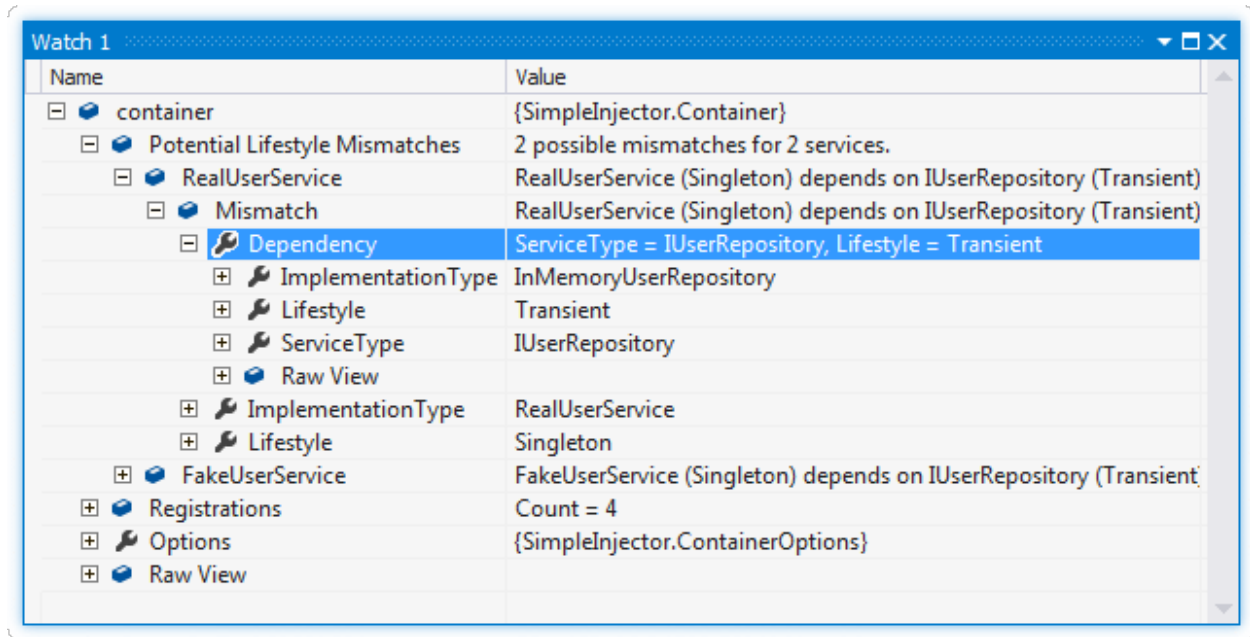 Watch 1
Name Value
container {SimpleInjector.Container}
Potential Lifestyle Mismatches 2 possible mismatches for 2 services.
RealUserService RealUserService (Singleton) depends on IUserRepository (Transient)
Mismatch RealUserService (Singleton) depends on IUserRepository (Transient)
Dependency ServiceType = IUserRepository, Lifestyle = Transient
ImplementationType InMemoryUserRepository
Lifestyle Transient
ServiceType IUserRepository
Raw View
ImplementationType RealUserService
Lifestyle Singleton
FakeUserService FakeUserService (Singleton) depends on IUserRepository (Transient)
Registrations Count = 4
Options {SimpleInjector.ContainerOptions}
Raw View